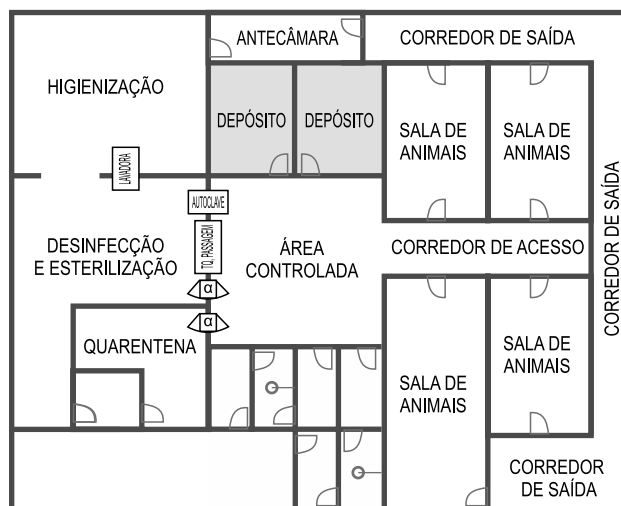 ANTECÂMARA
CORREDOR DE SAÍDA
HIGIENIZAÇÃO
DEPÓSITO
DEPÓSITO
SALA DE
ANIMAIS
SALA DE
ANIMAIS
LAVADORA
AUTOCLAVE
TQ. PASSAGEM
DESINFECÇÃO
E ESTERILIZAÇÃO
ÁREA
CONTROLADA
CORREDOR DE ACESSO
CORREDOR DE SAÍDA
α
α
QUARENTENA
SALA DE
ANIMAIS
SALA DE
ANIMAIS
CORREDOR
DE SAÍDA